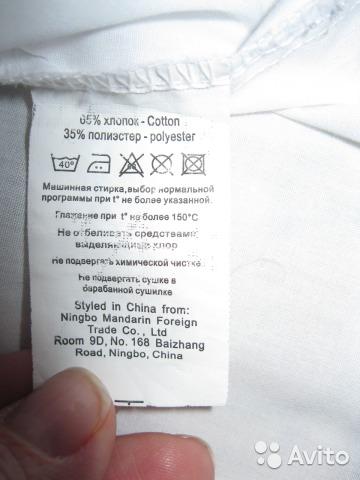 65% хлопок - Cotton
35% полиэстер - polyester
40°
Машинная стирка, выбор нормальной
программы при t° не более указанной.
Глажение при t° не более 150°C
Не отбеливать средствами
выделяющими хлор
Не подвергать химической чистке
Не подвергать сушке в
барабанной сушилке
Styled in China from:
Ningbo Mandarin Foreign
Trade Co., Ltd
Room 9D, No. 168 Baizhang
Road, Ningbo, China
Avito